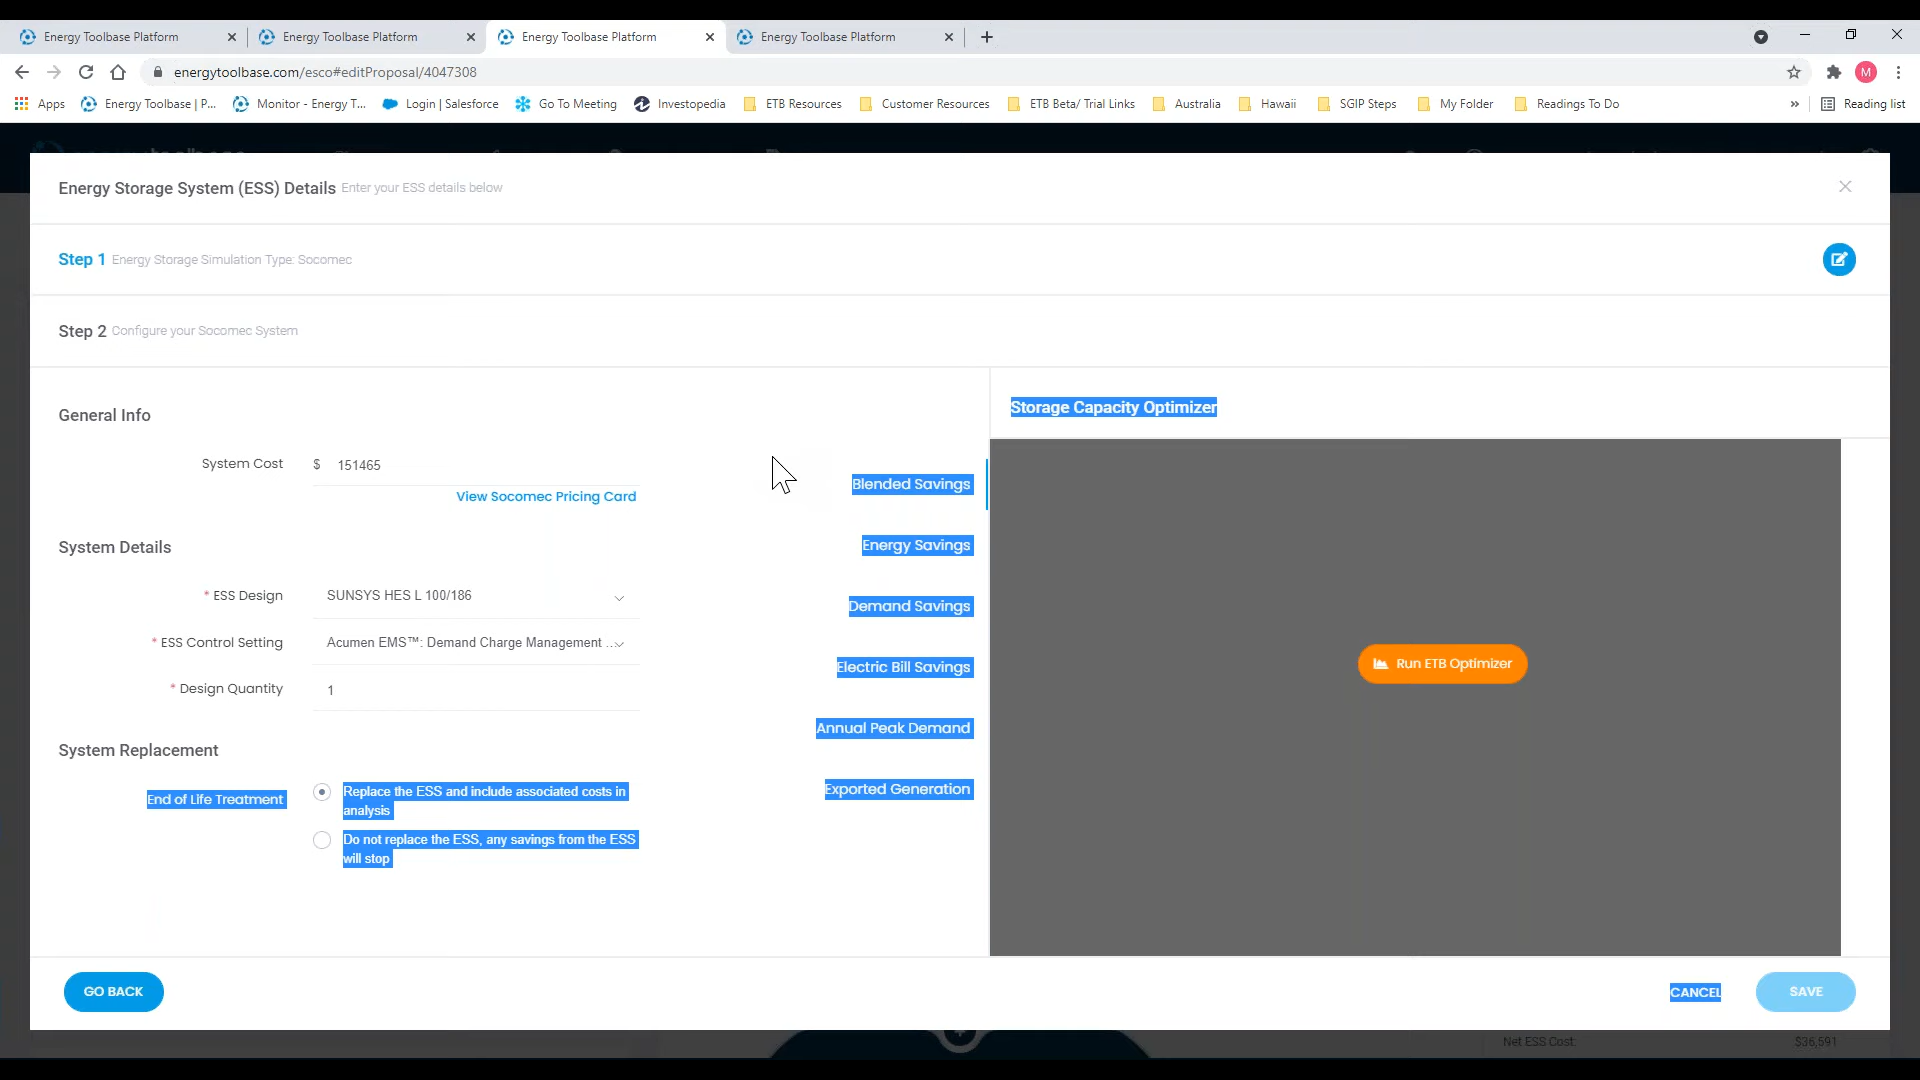 Energy Toolbase Platform
Energy Toolbase Platform
Energy Toolbase Platform
Energy Toolbase Platform
energytoolbase.com/esco#editProposal/4047308
M
Apps
Energy Toolbase | P...
Monitor - Energy T...
Login | Salesforce
Go To Meeting
Investopedia
ETB Resources
Customer Resources
ETB Beta/ Trial Links
Australia
Hawaii
SGIP Steps
My Folder
Readings To Do
»
Reading list
Energy Storage System (ESS) Details Enter your ESS details below
Step 1 Energy Storage Simulation Type: Socomec
Step 2 Configure your Socomec System
General Info
System Cost $ 151465
View Socomec Pricing Card
System Details
* ESS Design SUNSYS HES L 100/186
* ESS Control Setting Acumen EMS™: Demand Charge Management ...
* Design Quantity 1
System Replacement
End of Life Treatment
Replace the ESS and include associated costs in
analysis
Do not replace the ESS, any savings from the ESS
will stop
Blended Savings
Energy Savings
Demand Savings
Electric Bill Savings
Annual Peak Demand
Exported Generation
Storage Capacity Optimizer
Run ETB Optimizer
GO BACK
CANCEL
SAVE
Net ESS Cost: $36,591